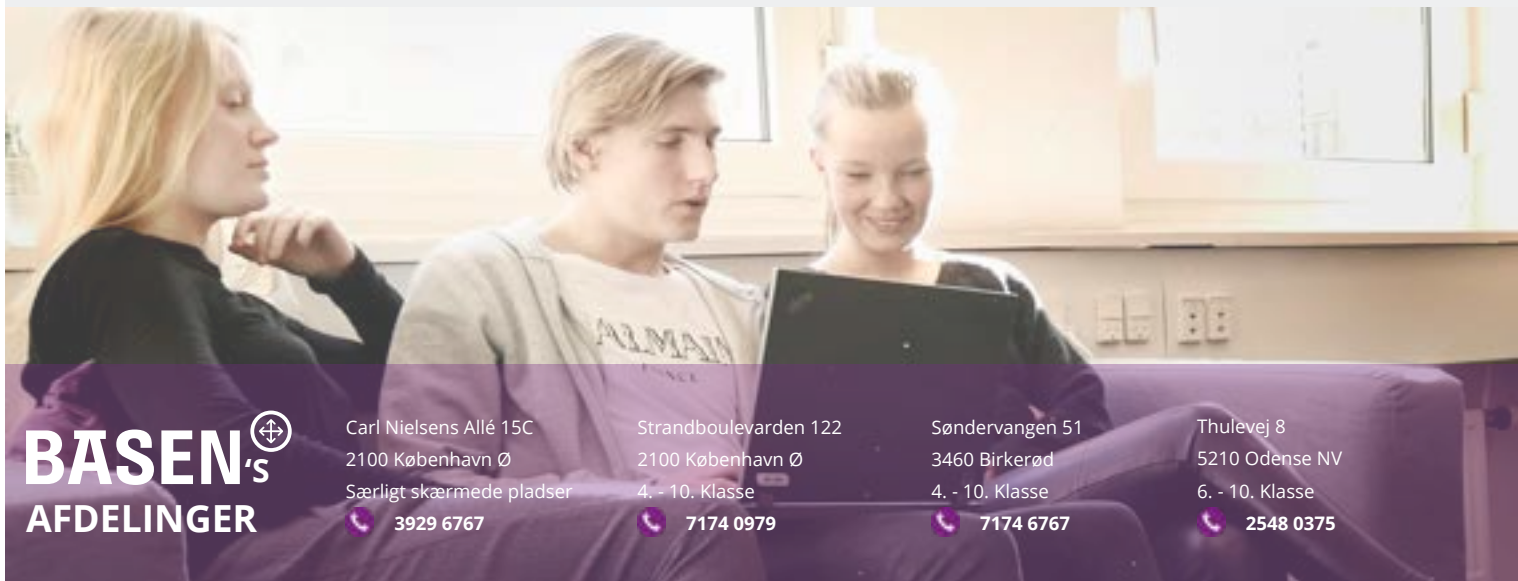 ALMAIN
BASEN'S
AFDELINGER
Carl Nielsens Allé 15C
2100 København Ø
Særligt skærmede pladser
3929 6767
Strandboulevarden 122
2100 København Ø
4. - 10. Klasse
7174 0979
Søndervangen 51
3460 Birkerød
4. - 10. Klasse
7174 6767
Thulevej 8
5210 Odense NV
6. - 10. Klasse
2548 0375